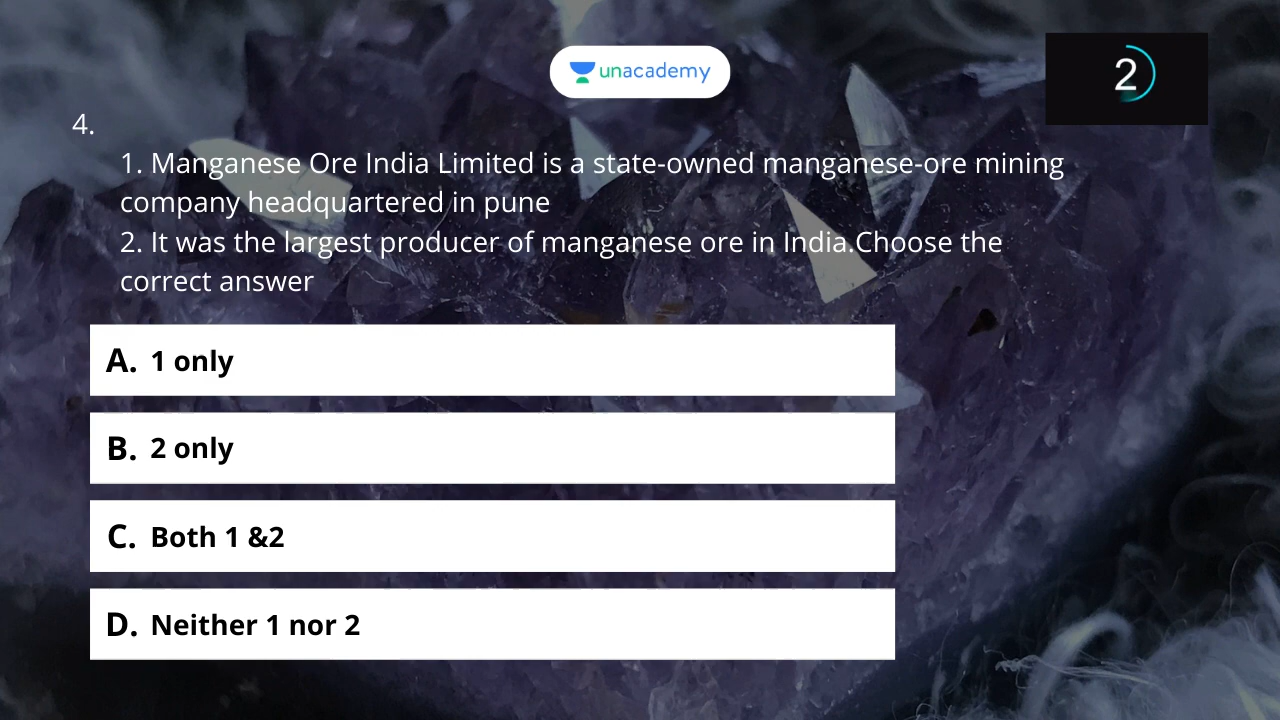 unacademy
2
4.
1. Manganese Ore India Limited is a state-owned manganese-ore mining
company headquartered in pune
2. It was the largest producer of manganese ore in India.Choose the
correct answer
A. 1 only
B. 2 only
C. Both 1 &2
D. Neither 1 nor 2